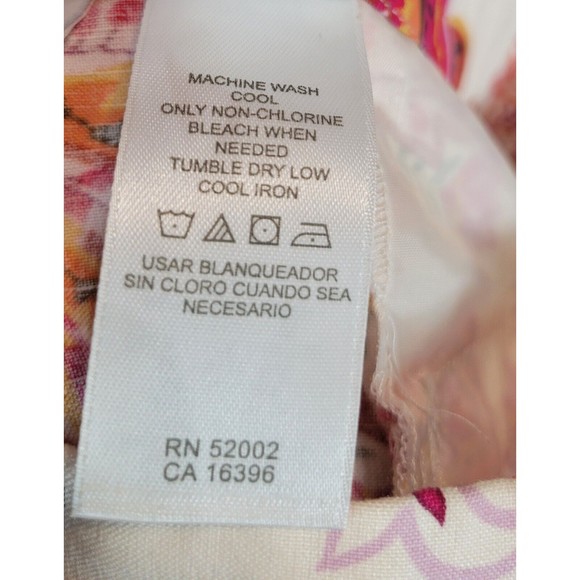 MACHINE WASH
COOL
ONLY NON-CHLORINE
BLEACH WHEN
NEEDED
TUMBLE DRY LOW
COOL IRON
USAR BLANQUEADOR
SIN CLORO CUANDO SEA
NECESARIO
RN 52002
CA 16396